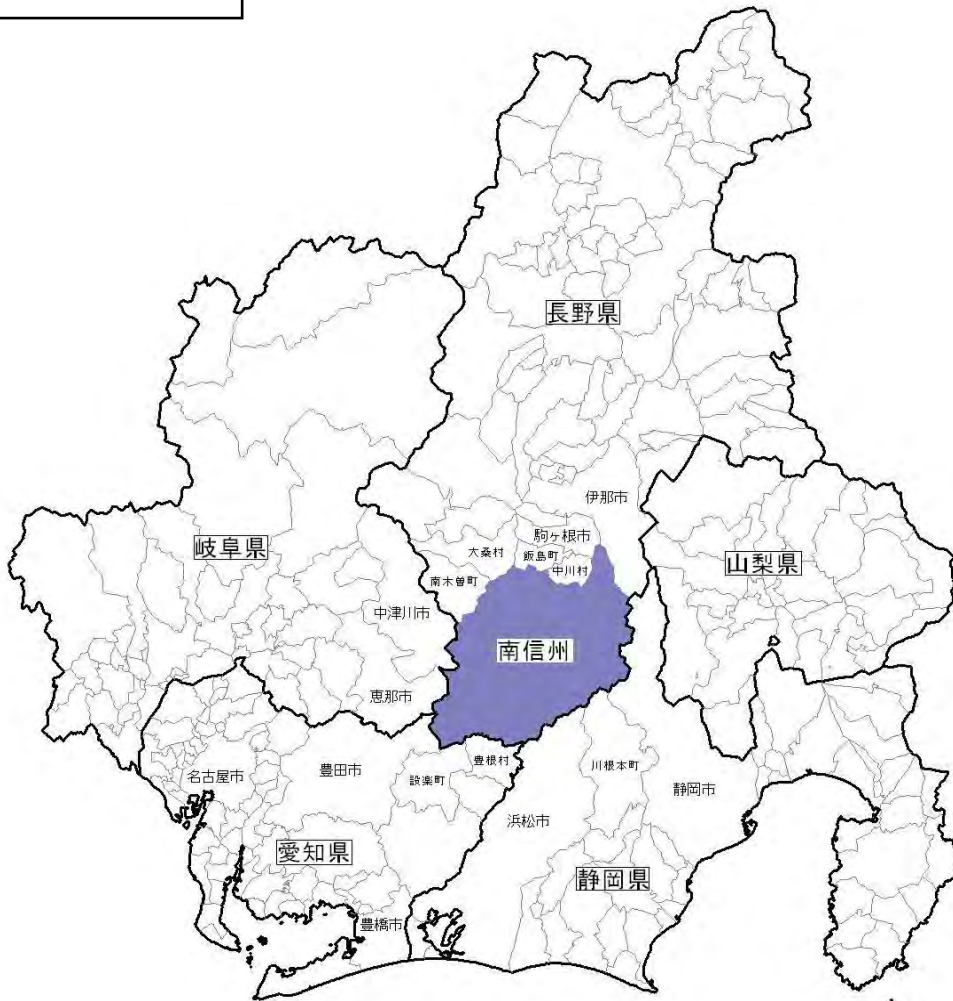 長野県
伊那市
駒ヶ根市
大桑村
飯島町
中川村
南木曽町
岐阜県
山梨県
中津川市
南信州
恵那市
豊根村
名古屋市
豊田市
設楽町
川根本町
静岡市
浜松市
愛知県
静岡県
豊橋市